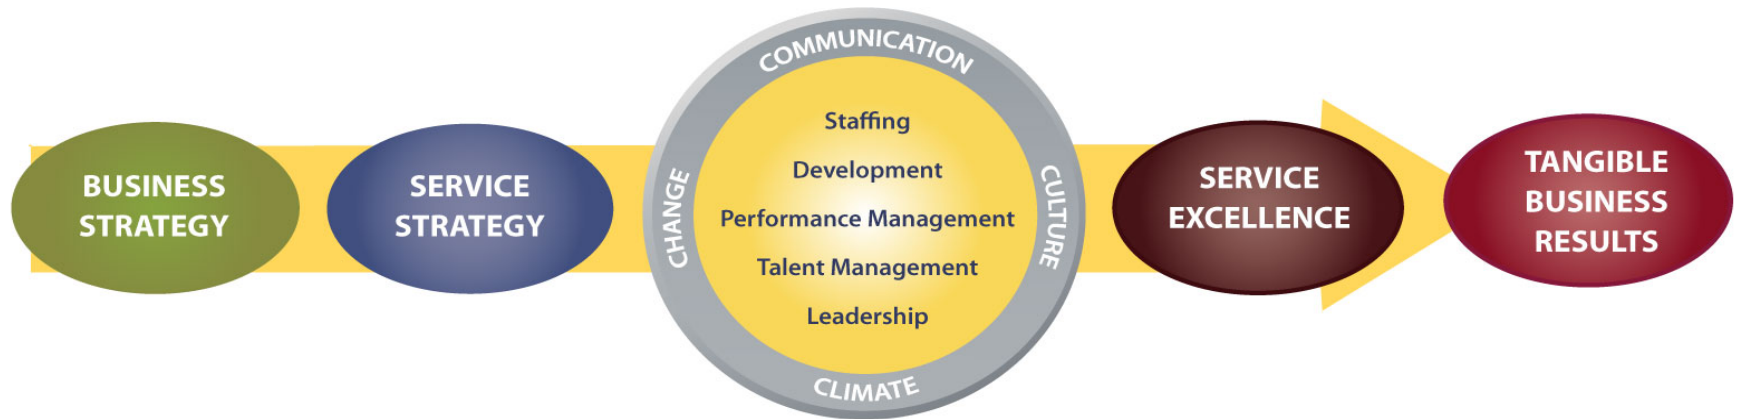 BUSINESS
STRATEGY
SERVICE
STRATEGY
COMMUNICATION
CHANGE
Staffing
Development
Performance Management
Talent Management
Leadership
CULTURE
CLIMATE
SERVICE
EXCELLENCE
TANGIBLE
BUSINESS
RESULTS